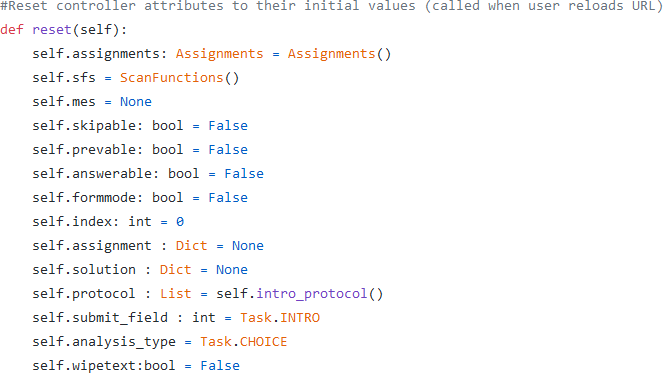 #Reset controller attributes to their initial values (called when user reloads URL)
def reset(self):
    self.assignments: Assignments = Assignments()
    self.sfs = ScanFunctions()
    self.mes = None
    self.skipable: bool = False
    self.prevable: bool = False
    self.answerable: bool = False
    self.formmode: bool = False
    self.index: int = 0
    self.assignment : Dict = None
    self.solution : Dict = None
    self.protocol : List = self.intro_protocol()
    self.submit_field : int = Task.INTRO
    self.analysis_type = Task.CHOICE
    self.wipetext:bool = False